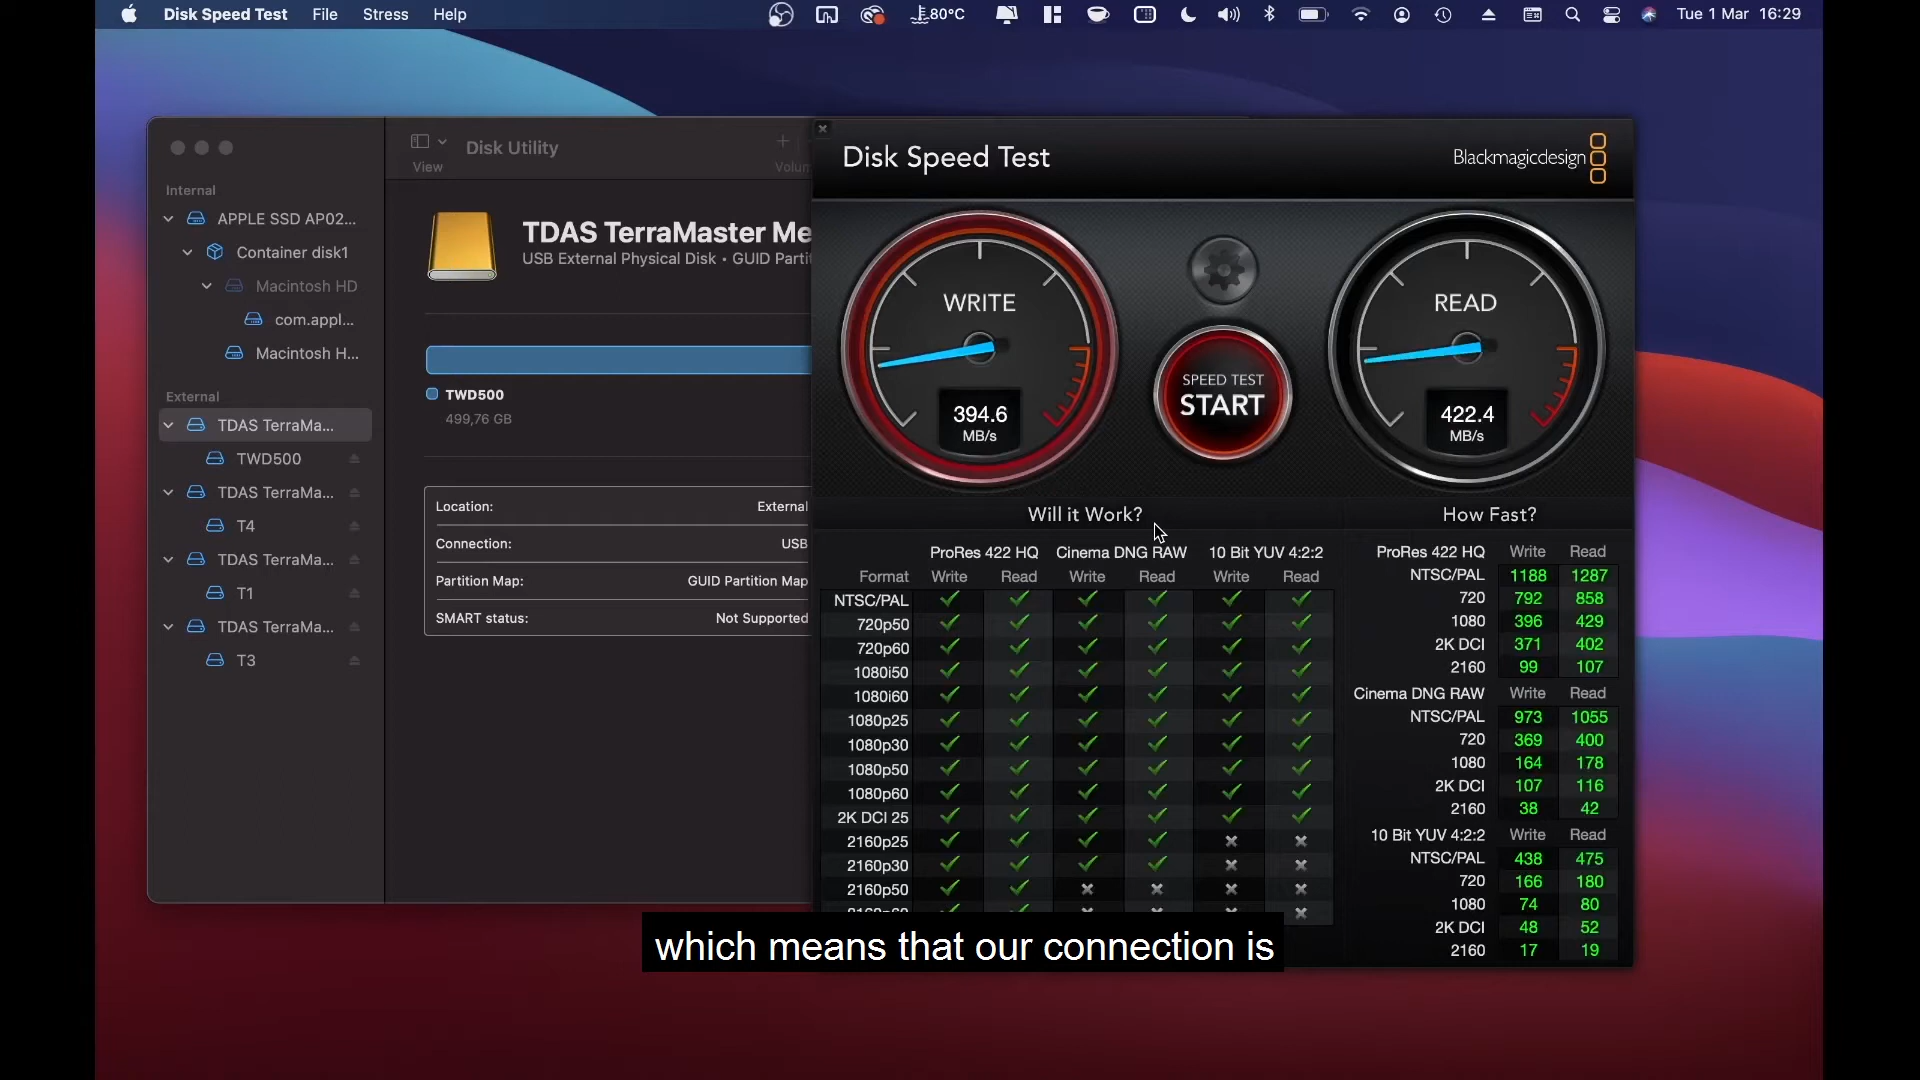 Disk Speed Test File Stress Help
80°C
Tue 1 Mar 16:29
Internal
APPLE SSD AP02...
Container disk1
Macintosh HD
com.appl...
Macintosh H...
External
TDAS TerraMa...
TWD500
TDAS TerraMa...
T4
TDAS TerraMa...
T1
TDAS TerraMa...
T3
View
Disk Utility
Volum
TDAS TerraMaster Me
USB External Physical Disk • GUID Partit
TWD500
499,76 GB
Location: External
Connection: USB
Partition Map: GUID Partition Map
SMART status: Not Supported
Disk Speed Test
Blackmagicdesign
WRITE
394.6
MB/s
SPEED TEST
START
READ
422.4
MB/s
Will it Work?
ProRes 422 HQ Cinema DNG RAW 10 Bit YUV 4:2:2
Format Write Read Write Read Write Read
NTSC/PAL
720p50
720p60
1080i50
1080i60
1080p25
1080p30
1080p50
1080p60
2K DCI 25
2160p25
2160p30
2160p50
2160p60
How Fast?
ProRes 422 HQ Write Read
NTSC/PAL 1188 1287
720 792 858
1080 396 429
2K DCI 371 402
2160 99 107
Cinema DNG RAW Write Read
NTSC/PAL 973 1055
720 369 400
1080 164 178
2K DCI 107 116
2160 38 42
10 Bit YUV 4:2:2 Write Read
NTSC/PAL 438 475
720 166 180
1080 74 80
2K DCI 48 52
2160 17 19
which means that our connection is